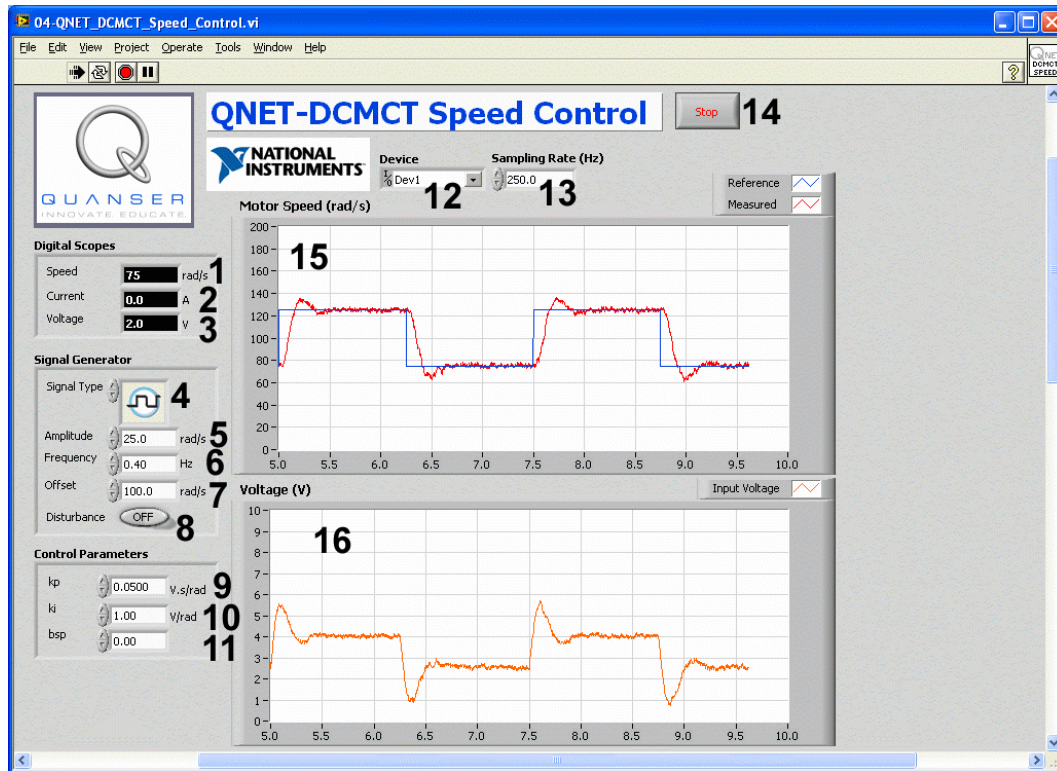 04-QNET_DCMCT_Speed_Control.vi
File Edit View Project Operate Tools Window Help
QNET
DCMCT
SPEED
QUANSER
INNOVATE. EDUCATE.
QNET-DCMCT Speed Control
Stop 14
NATIONAL
INSTRUMENTS
Device
Dev1 12
Sampling Rate (Hz)
250.0 13
Reference
Measured
Digital Scopes
Speed 75 rad/s 1
Current 0.0 A 2
Voltage 2.0 V 3
Signal Generator
Signal Type 4
Amplitude 25.0 rad/s 5
Frequency 0.40 Hz 6
Offset 100.0 rad/s 7
Disturbance OFF 8
Control Parameters
kp 0.0500 V.s/rad 9
ki 1.00 V/rad 10
bsp 0.00 11
Motor Speed (rad/s)
15
200
180
160
140
120
100
80
60
40
20
0
5.0 5.5 6.0 6.5 7.0 7.5 8.0 8.5 9.0 9.5 10.0
Voltage (V)
Input Voltage
16
10
9
8
7
6
5
4
3
2
1
0
5.0 5.5 6.0 6.5 7.0 7.5 8.0 8.5 9.0 9.5 10.0